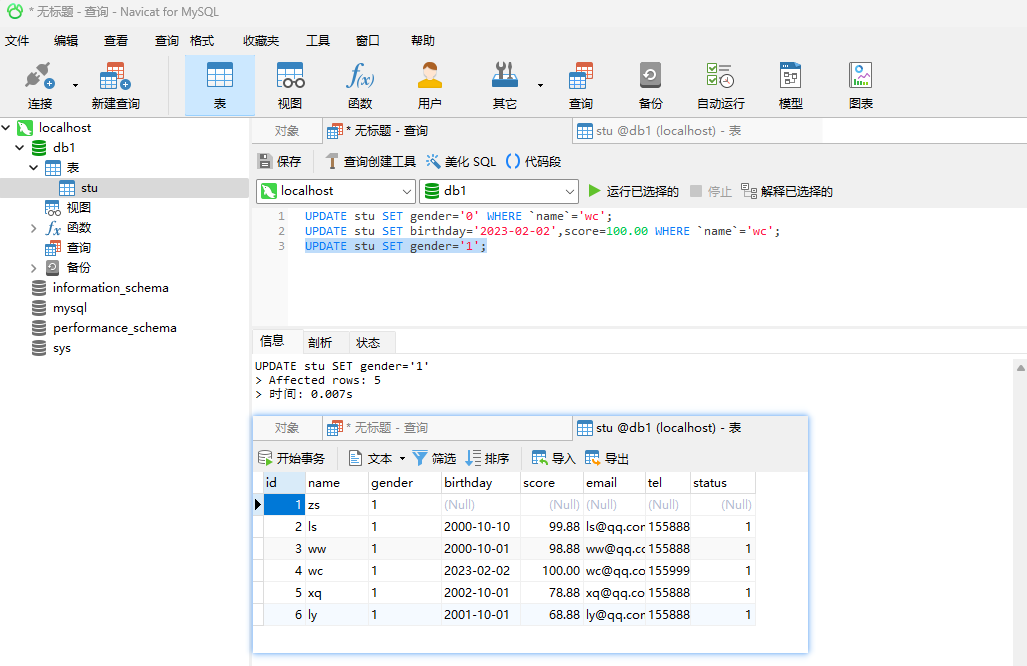 * 无标题 - 查询 - Navicat for MySQL
文件 编辑 查看 查询 格式 收藏夹 工具 窗口 帮助
连接 新建查询 表 视图 函数 用户 其它 查询 备份 自动运行 模型 图表
localhost
db1
表
stu
视图
函数
查询
备份
information_schema
mysql
performance_schema
sys
对象 * 无标题 - 查询 stu @db1 (localhost) - 表
保存 查询创建工具 美化 SQL 代码段
localhost db1 运行已选择的 停止 解释已选择的
1 UPDATE stu SET gender='0' WHERE `name`='wc';
2 UPDATE stu SET birthday='2023-02-02',score=100.00 WHERE `name`='wc';
3 UPDATE stu SET gender='1';
信息 剖析 状态
UPDATE stu SET gender='1'
> Affected rows: 5
> 时间: 0.007s
对象 * 无标题 - 查询 stu @db1 (localhost) - 表
开始事务 文本 筛选 排序 导入 导出
id name gender birthday score email tel status
1 zs 1 (Null) (Null) (Null) (Null) (Null)
2 ls 1 2000-10-10 99.88 ls@qq.com 155888 1
3 ww 1 2000-10-01 98.88 ww@qq.cc 155888 1
4 wc 1 2023-02-02 100.00 wc@qq.co 155999 1
5 xq 1 2002-10-01 78.88 xq@qq.co 155888 1
6 ly 1 2001-10-01 68.88 ly@qq.com 155888 1